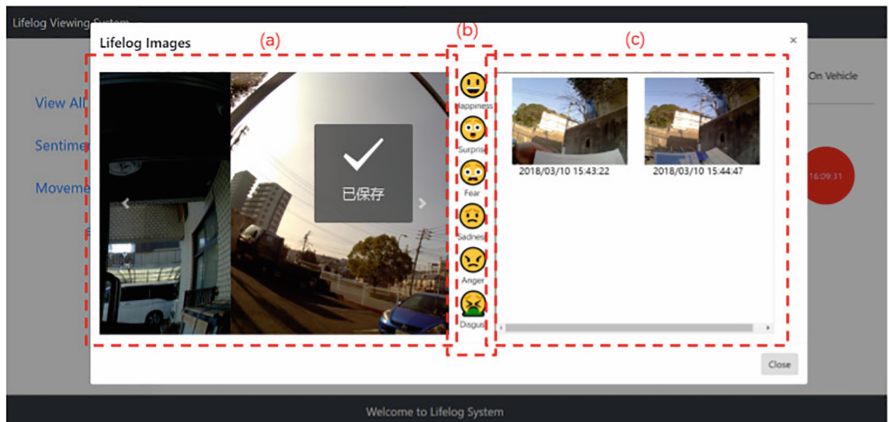 Lifelog Viewing System
Lifelog Images
×
(a)
(b)
(c)
On Vehicle
View All
Sentime
Moveme
已保存
Happiness
Surprise
Fear
Sadness
Anger
Disgus
2018/03/10 15:43:22
2018/03/10 15:44:47
16:09:31
Close
Welcome to Lifelog System